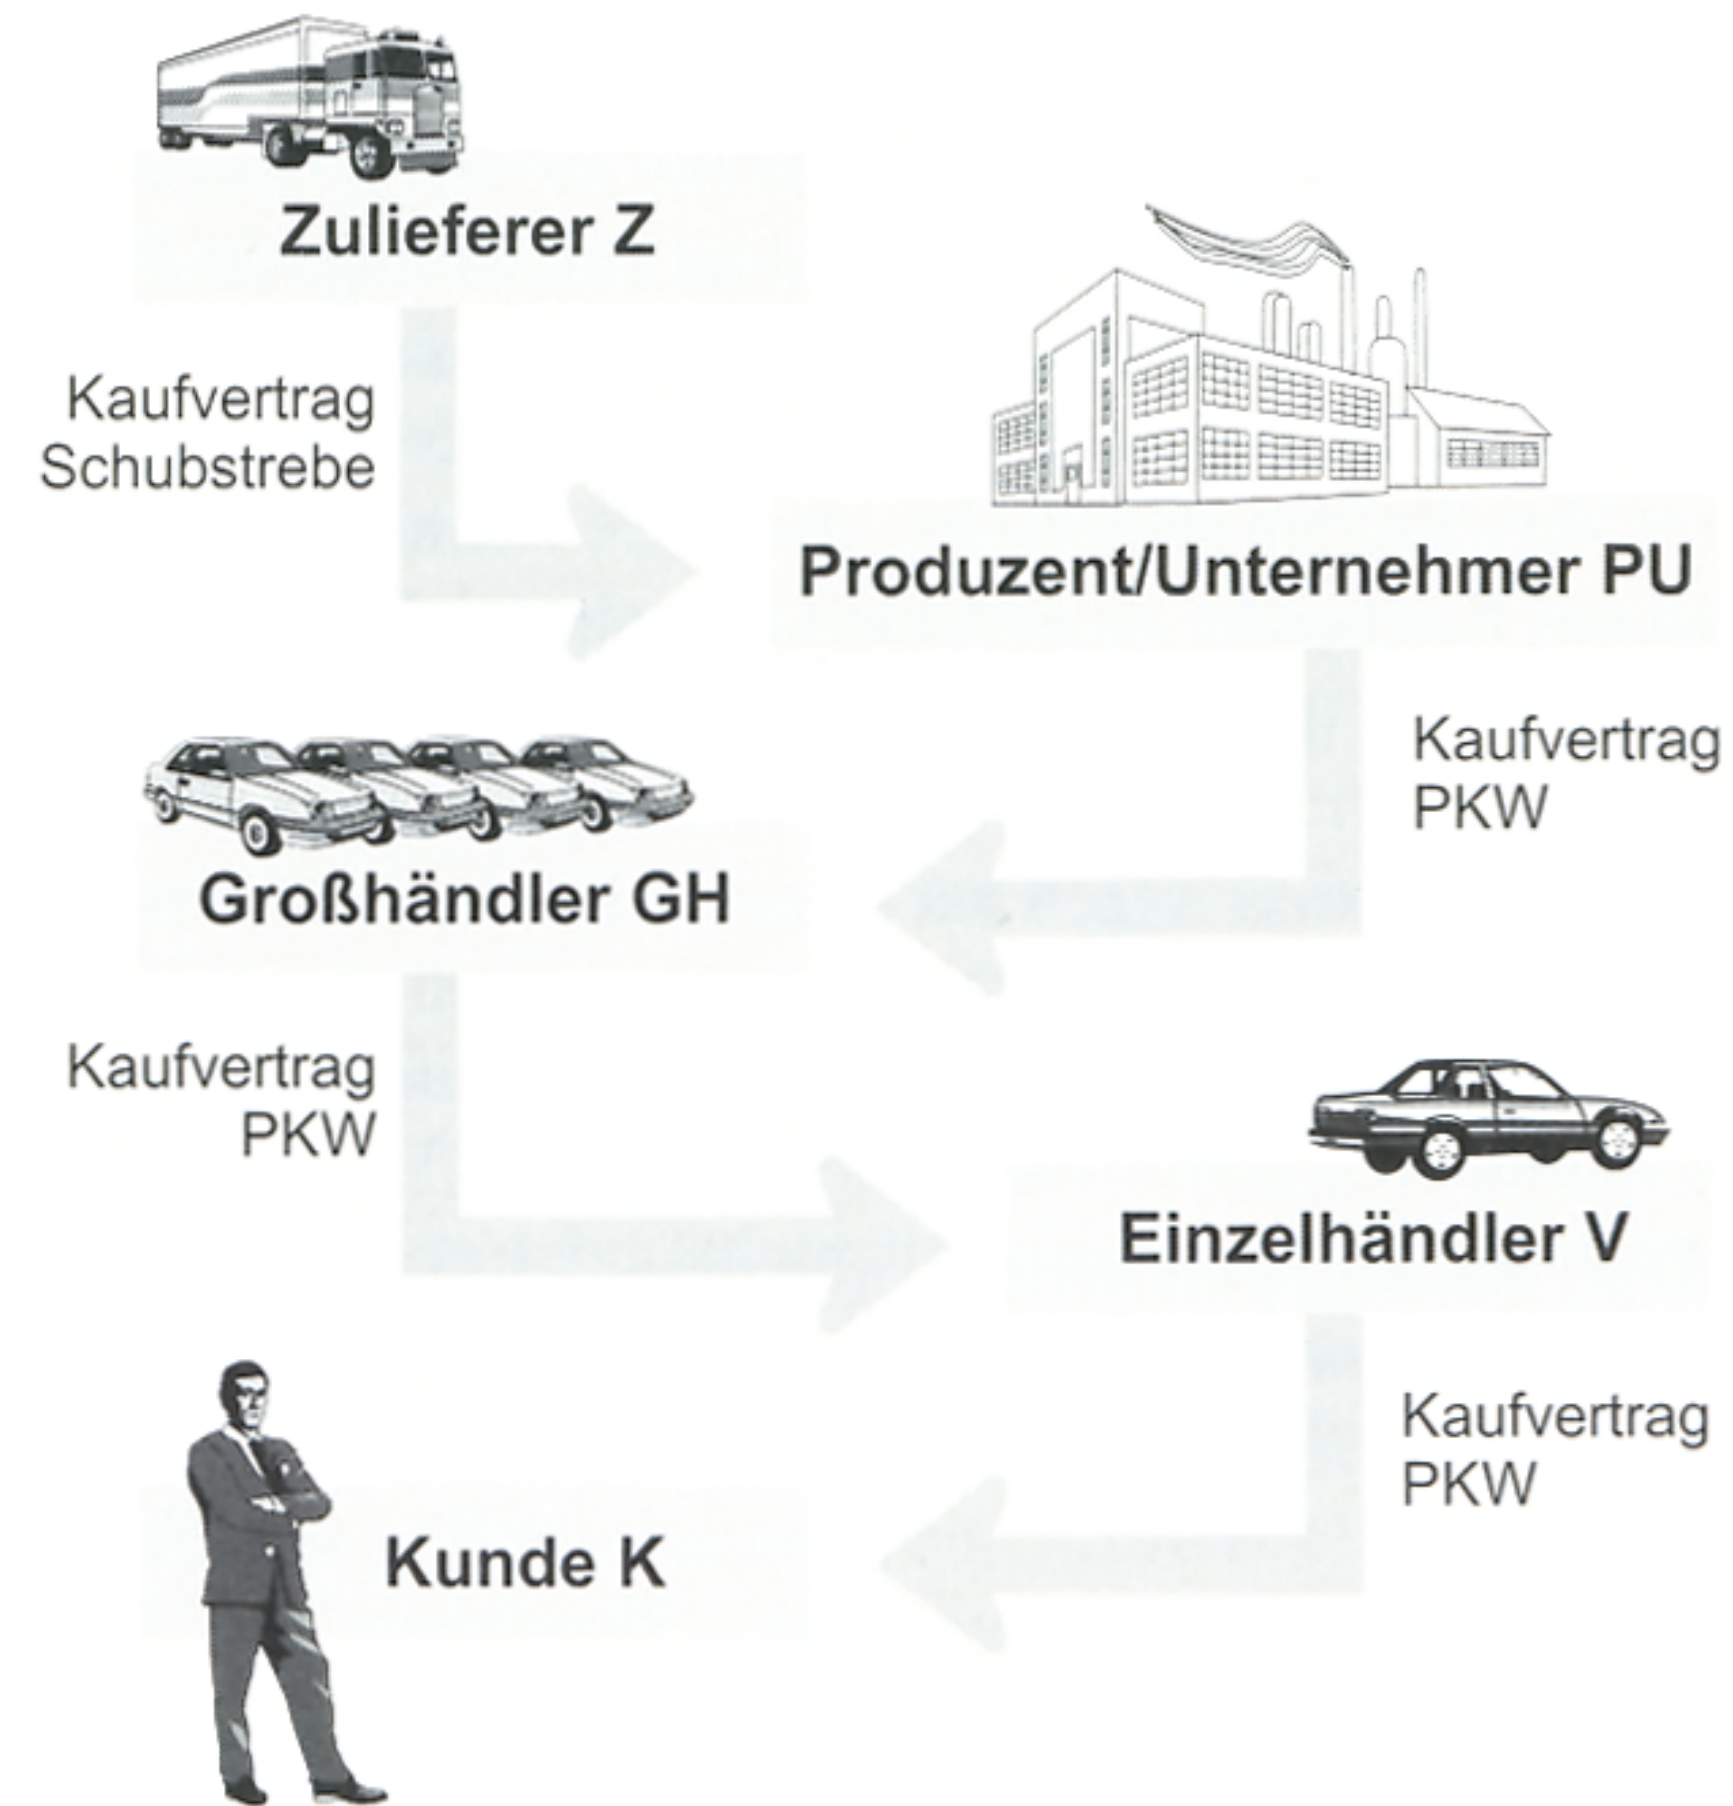 Zulieferer Z
Kaufvertrag
Schubstrebe
Produzent/Unternehmer PU
Kaufvertrag
PKW
Großhändler GH
Kaufvertrag
PKW
Einzelhändler V
Kaufvertrag
PKW
Kunde K